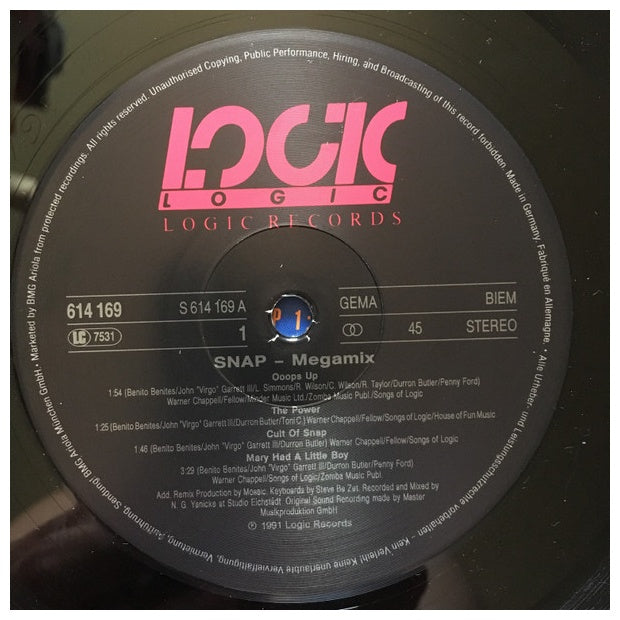 • Marketed by BMG Ariola from protected recordings. All rights reserved. Unauthorised Copying, Public Performance, Hiring, and Broadcasting of this record forbidden. Made in Germany. Fabriqué en Allemagne. •
LOGIC
LOGIC
LOGIC RECORDS
614 169 S 614 169 A GEMA BIEM
LC 7531 1 P 1 45 STEREO
SNAP – Megamix
Ooops Up
1:54 (Benito Benites/John "Virgo" Garrett III/L. Simmons/R. Wilson/C. Wilson/R. Taylor/Durron Butler/Penny Ford)
Warner Chappell/Fellow/Minder Music Ltd./Zomba Music Publ./Songs of Logic
The Power
1:25 (Benito Benites/John "Virgo" Garrett III/Durron Butler/Toni C.) Warner Chappell/Fellow/Songs of Logic/House of Fun Music
Cult Of Snap
1:46 (Benito Benites/John "Virgo" Garrett III/Durron Butler) Warner Chappell/Fellow/Songs of Logic
Mary Had A Little Boy
3:29 (Benito Benites/John "Virgo" Garrett III/Durron Butler/Penny Ford)
Warner Chappell/Songs of Logic/Zomba Music Publ.
Add. Remix Production by Mosaic. Keyboards by Steve Be Zet. Recorded and Mixed by
N. G. Yenicks at Studio Eichstädt. Original Sound Recording made by Master
Musikproduktion GmbH
℗ 1991 Logic Records
Alle Urheber- und Leistungsschutzrechte vorbehalten – Kein Verleih! Keine unerlaubte Vervielfältigung, Vermietung, Aufführung, Sendung! BMG Ariola München GmbH